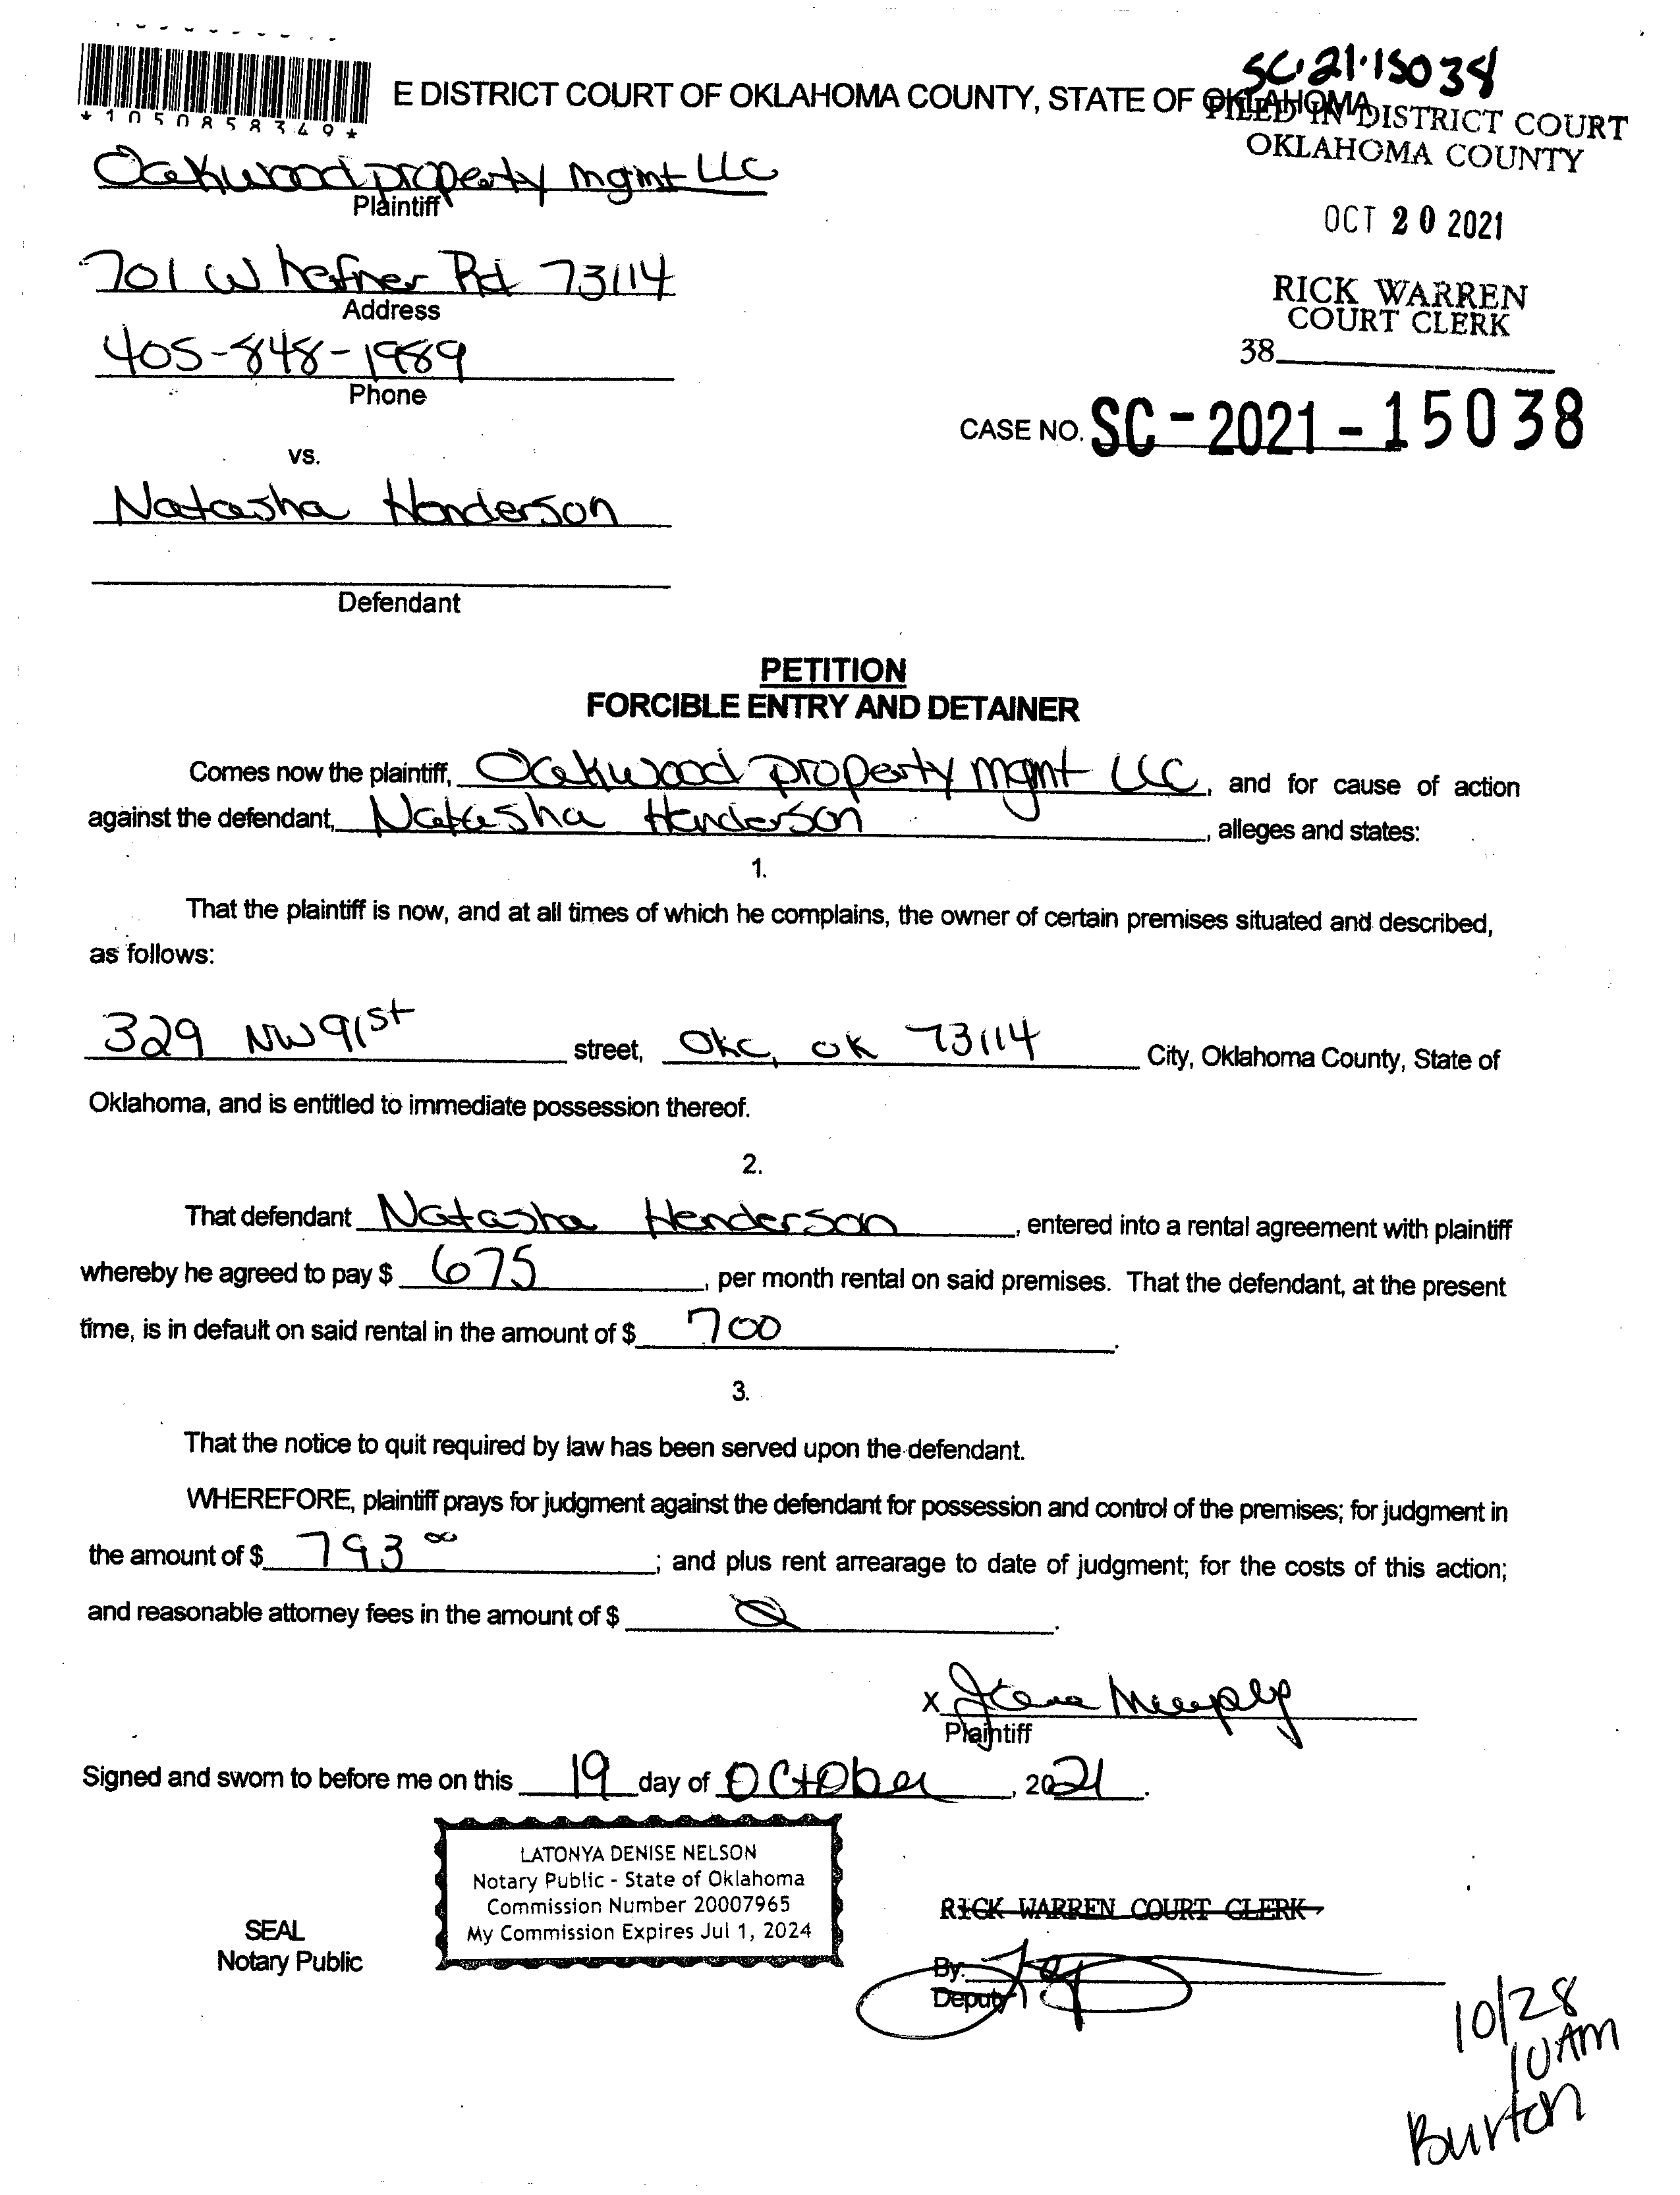 SC-21-15038
E DISTRICT COURT OF OKLAHOMA COUNTY, STATE OF OKLAHOMA
*1050858349*
FILED IN DISTRICT COURT
OKLAHOMA COUNTY
Oakwood property mgmt LLC
Plaintiff
OCT 20 2021
701 W hefner Rd 73114
Address
RICK WARREN
COURT CLERK
405-848-1989
Phone
38
CASE NO. SC-2021-15038
vs.
Natasha Henderson
Defendant
PETITION
FORCIBLE ENTRY AND DETAINER
Comes now the plaintiff, Oakwood property mgmt LLC, and for cause of action
against the defendant, Natasha Henderson, alleges and states:
1.
That the plaintiff is now, and at all times of which he complains, the owner of certain premises situated and described,
as follows:
329 NW 91st street, Okc, OK 73114 City, Oklahoma County, State of
Oklahoma, and is entitled to immediate possession thereof.
2.
That defendant Natasha Henderson, entered into a rental agreement with plaintiff
whereby he agreed to pay $ 675, per month rental on said premises. That the defendant, at the present
time, is in default on said rental in the amount of $ 700.
3.
That the notice to quit required by law has been served upon the defendant.
WHEREFORE, plaintiff prays for judgment against the defendant for possession and control of the premises; for judgment in
the amount of $ 793 00; and plus rent arrearage to date of judgment; for the costs of this action;
and reasonable attorney fees in the amount of $
x
Plaintiff
Signed and sworn to before me on this 19 day of October, 2021.
LATONYA DENISE NELSON
Notary Public - State of Oklahoma
Commission Number 20007965
My Commission Expires Jul 1, 2024
SEAL
Notary Public
RICK WARREN COURT CLERK
By:
Deputy
10/28
10AM
Burton